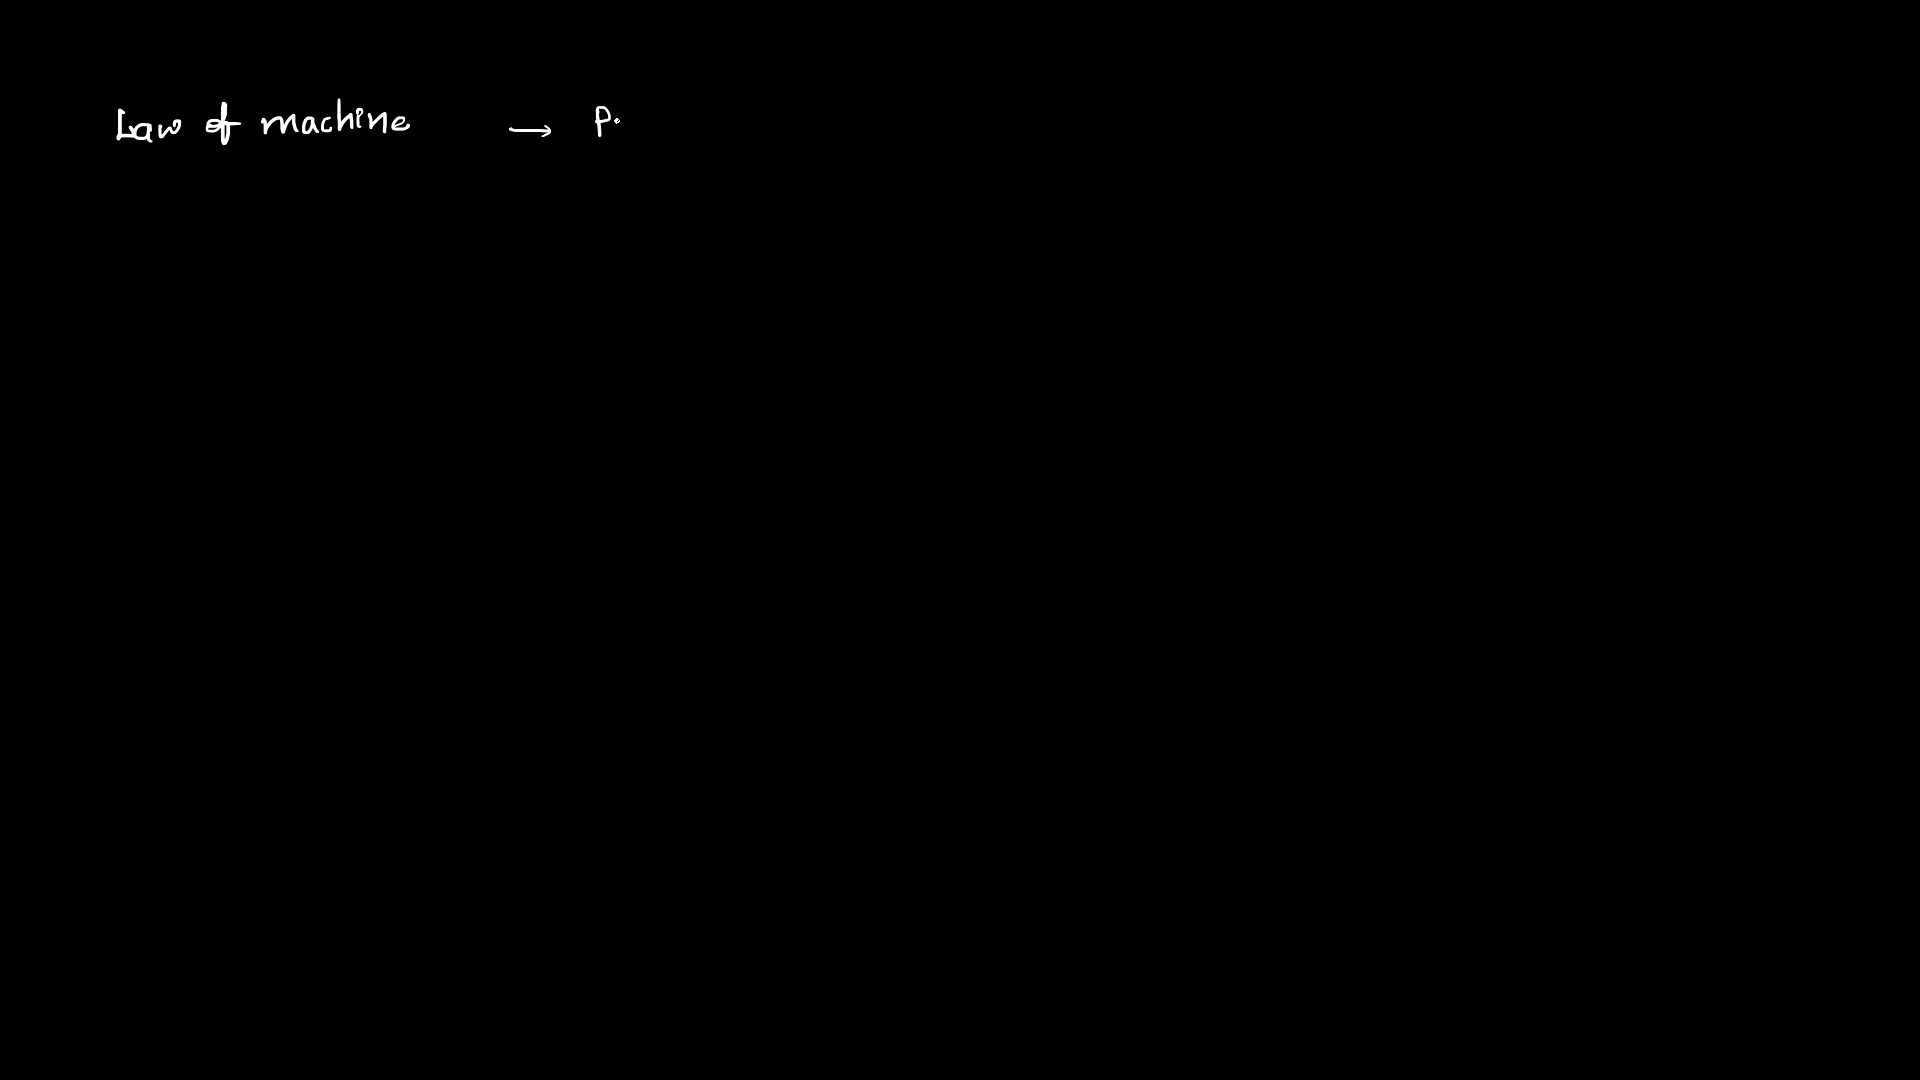 Law of machine → P.